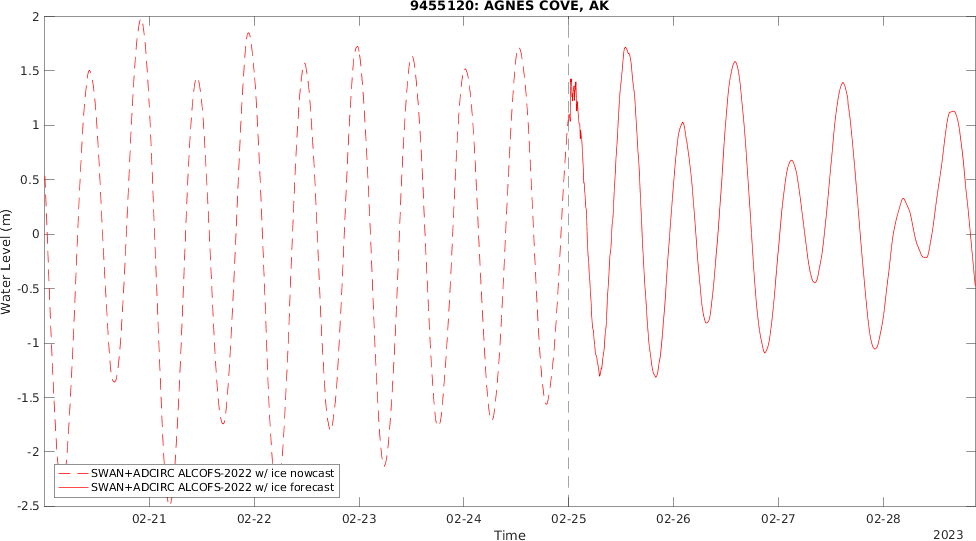 9455120: AGNES COVE, AK
Water Level (m)
2
1.5
1
0.5
0
-0.5
-1
-1.5
-2
-2.5
SWAN+ADCIRC ALCOFS-2022 w/ ice nowcast
SWAN+ADCIRC ALCOFS-2022 w/ ice forecast
02-21 02-22 02-23 02-24 02-25 02-26 02-27 02-28
Time
2023